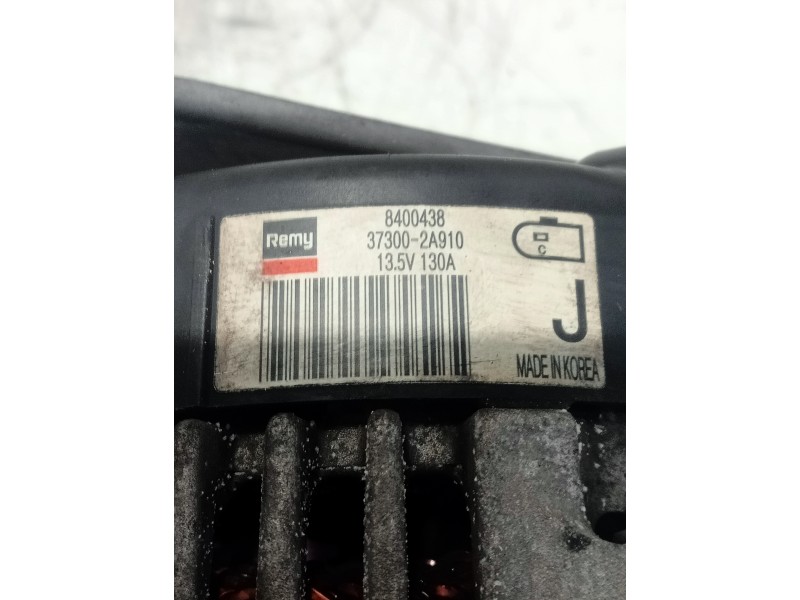 Remy
8400438
37300-2A910
13.5V 130A
C
J
MADE IN KOREA